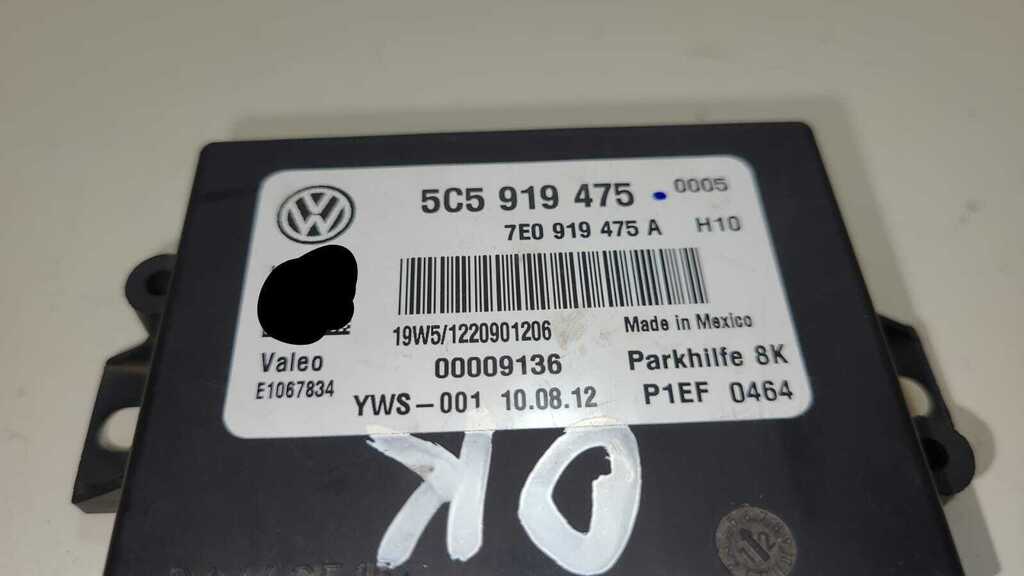 5C5 919 475 0005
7E0 919 475 A H10
19W5/1220901206 Made in Mexico
Valeo 00009136 Parkhilfe 8K
E1067834 YWS-001 10.08.12 P1EF 0464
OK
12